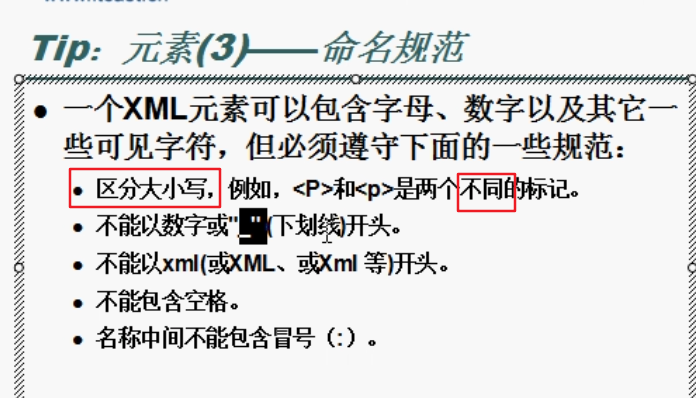 Tip：元素(3)——命名规范
一个XML元素可以包含字母、数字以及其它一
些可见字符，但必须遵守下面的一些规范：
区分大小写，例如，<P>和<p>是两个不同的标记。
不能以数字或"_"(下划线)开头。
不能以xml(或XML、或Xml 等)开头。
不能包含空格。
名称中间不能包含冒号（:）。